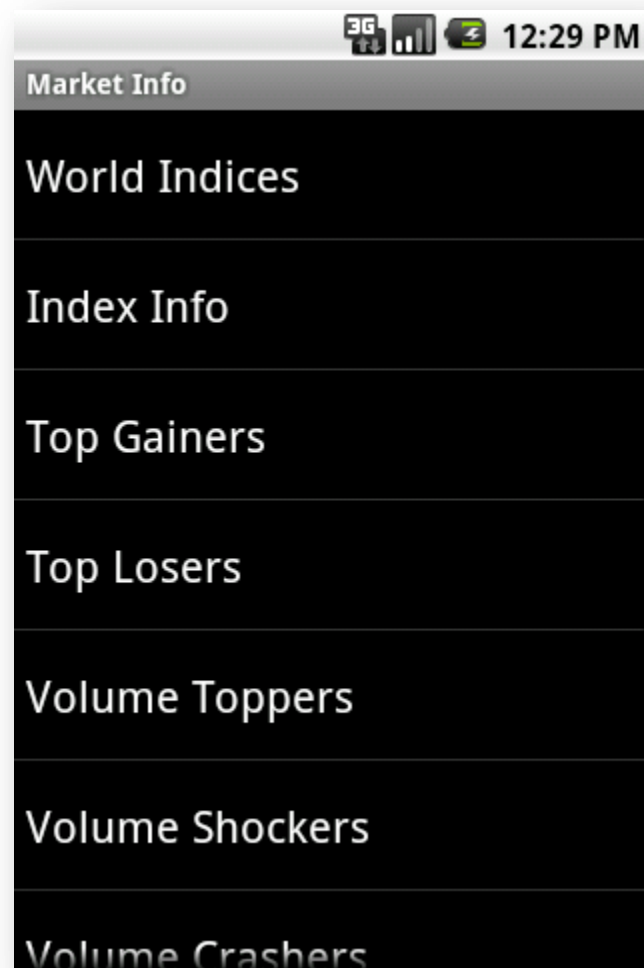 3G 12:29 PM
Market Info
World Indices
Index Info
Top Gainers
Top Losers
Volume Toppers
Volume Shockers
Volume Crashers